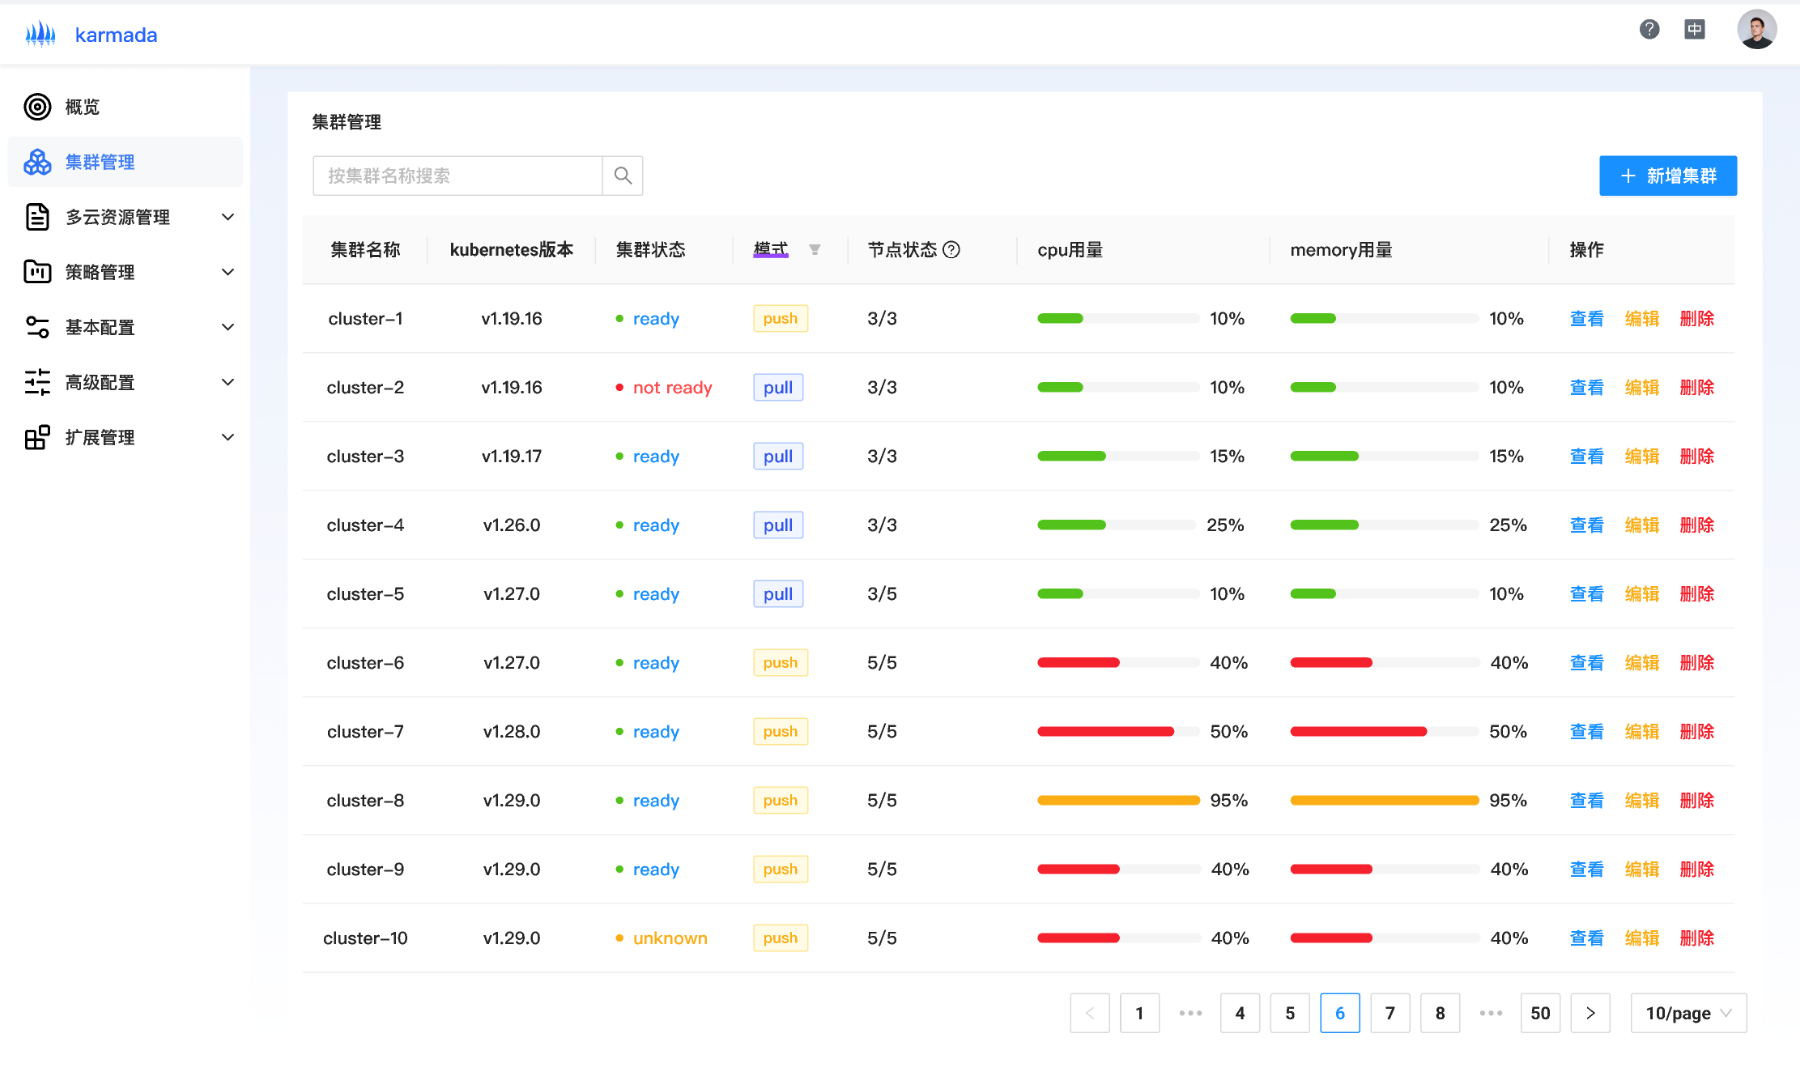 karmada
中
概览
集群管理
多云资源管理
策略管理
基本配置
高级配置
扩展管理
集群管理
按集群名称搜索
新增集群
集群名称 kubernetes版本 集群状态 模式 节点状态 cpu用量 memory用量 操作
cluster-1 v1.19.16 ready push 3/3 10% 10% 查看 编辑 删除
cluster-2 v1.19.16 not ready pull 3/3 10% 10% 查看 编辑 删除
cluster-3 v1.19.17 ready pull 3/3 15% 15% 查看 编辑 删除
cluster-4 v1.26.0 ready pull 3/3 25% 25% 查看 编辑 删除
cluster-5 v1.27.0 ready pull 3/5 10% 10% 查看 编辑 删除
cluster-6 v1.27.0 ready push 5/5 40% 40% 查看 编辑 删除
cluster-7 v1.28.0 ready push 5/5 50% 50% 查看 编辑 删除
cluster-8 v1.29.0 ready push 5/5 95% 95% 查看 编辑 删除
cluster-9 v1.29.0 ready push 5/5 40% 40% 查看 编辑 删除
cluster-10 v1.29.0 unknown push 5/5 40% 40% 查看 编辑 删除
1 ••• 4 5 6 7 8 ••• 50 10/page